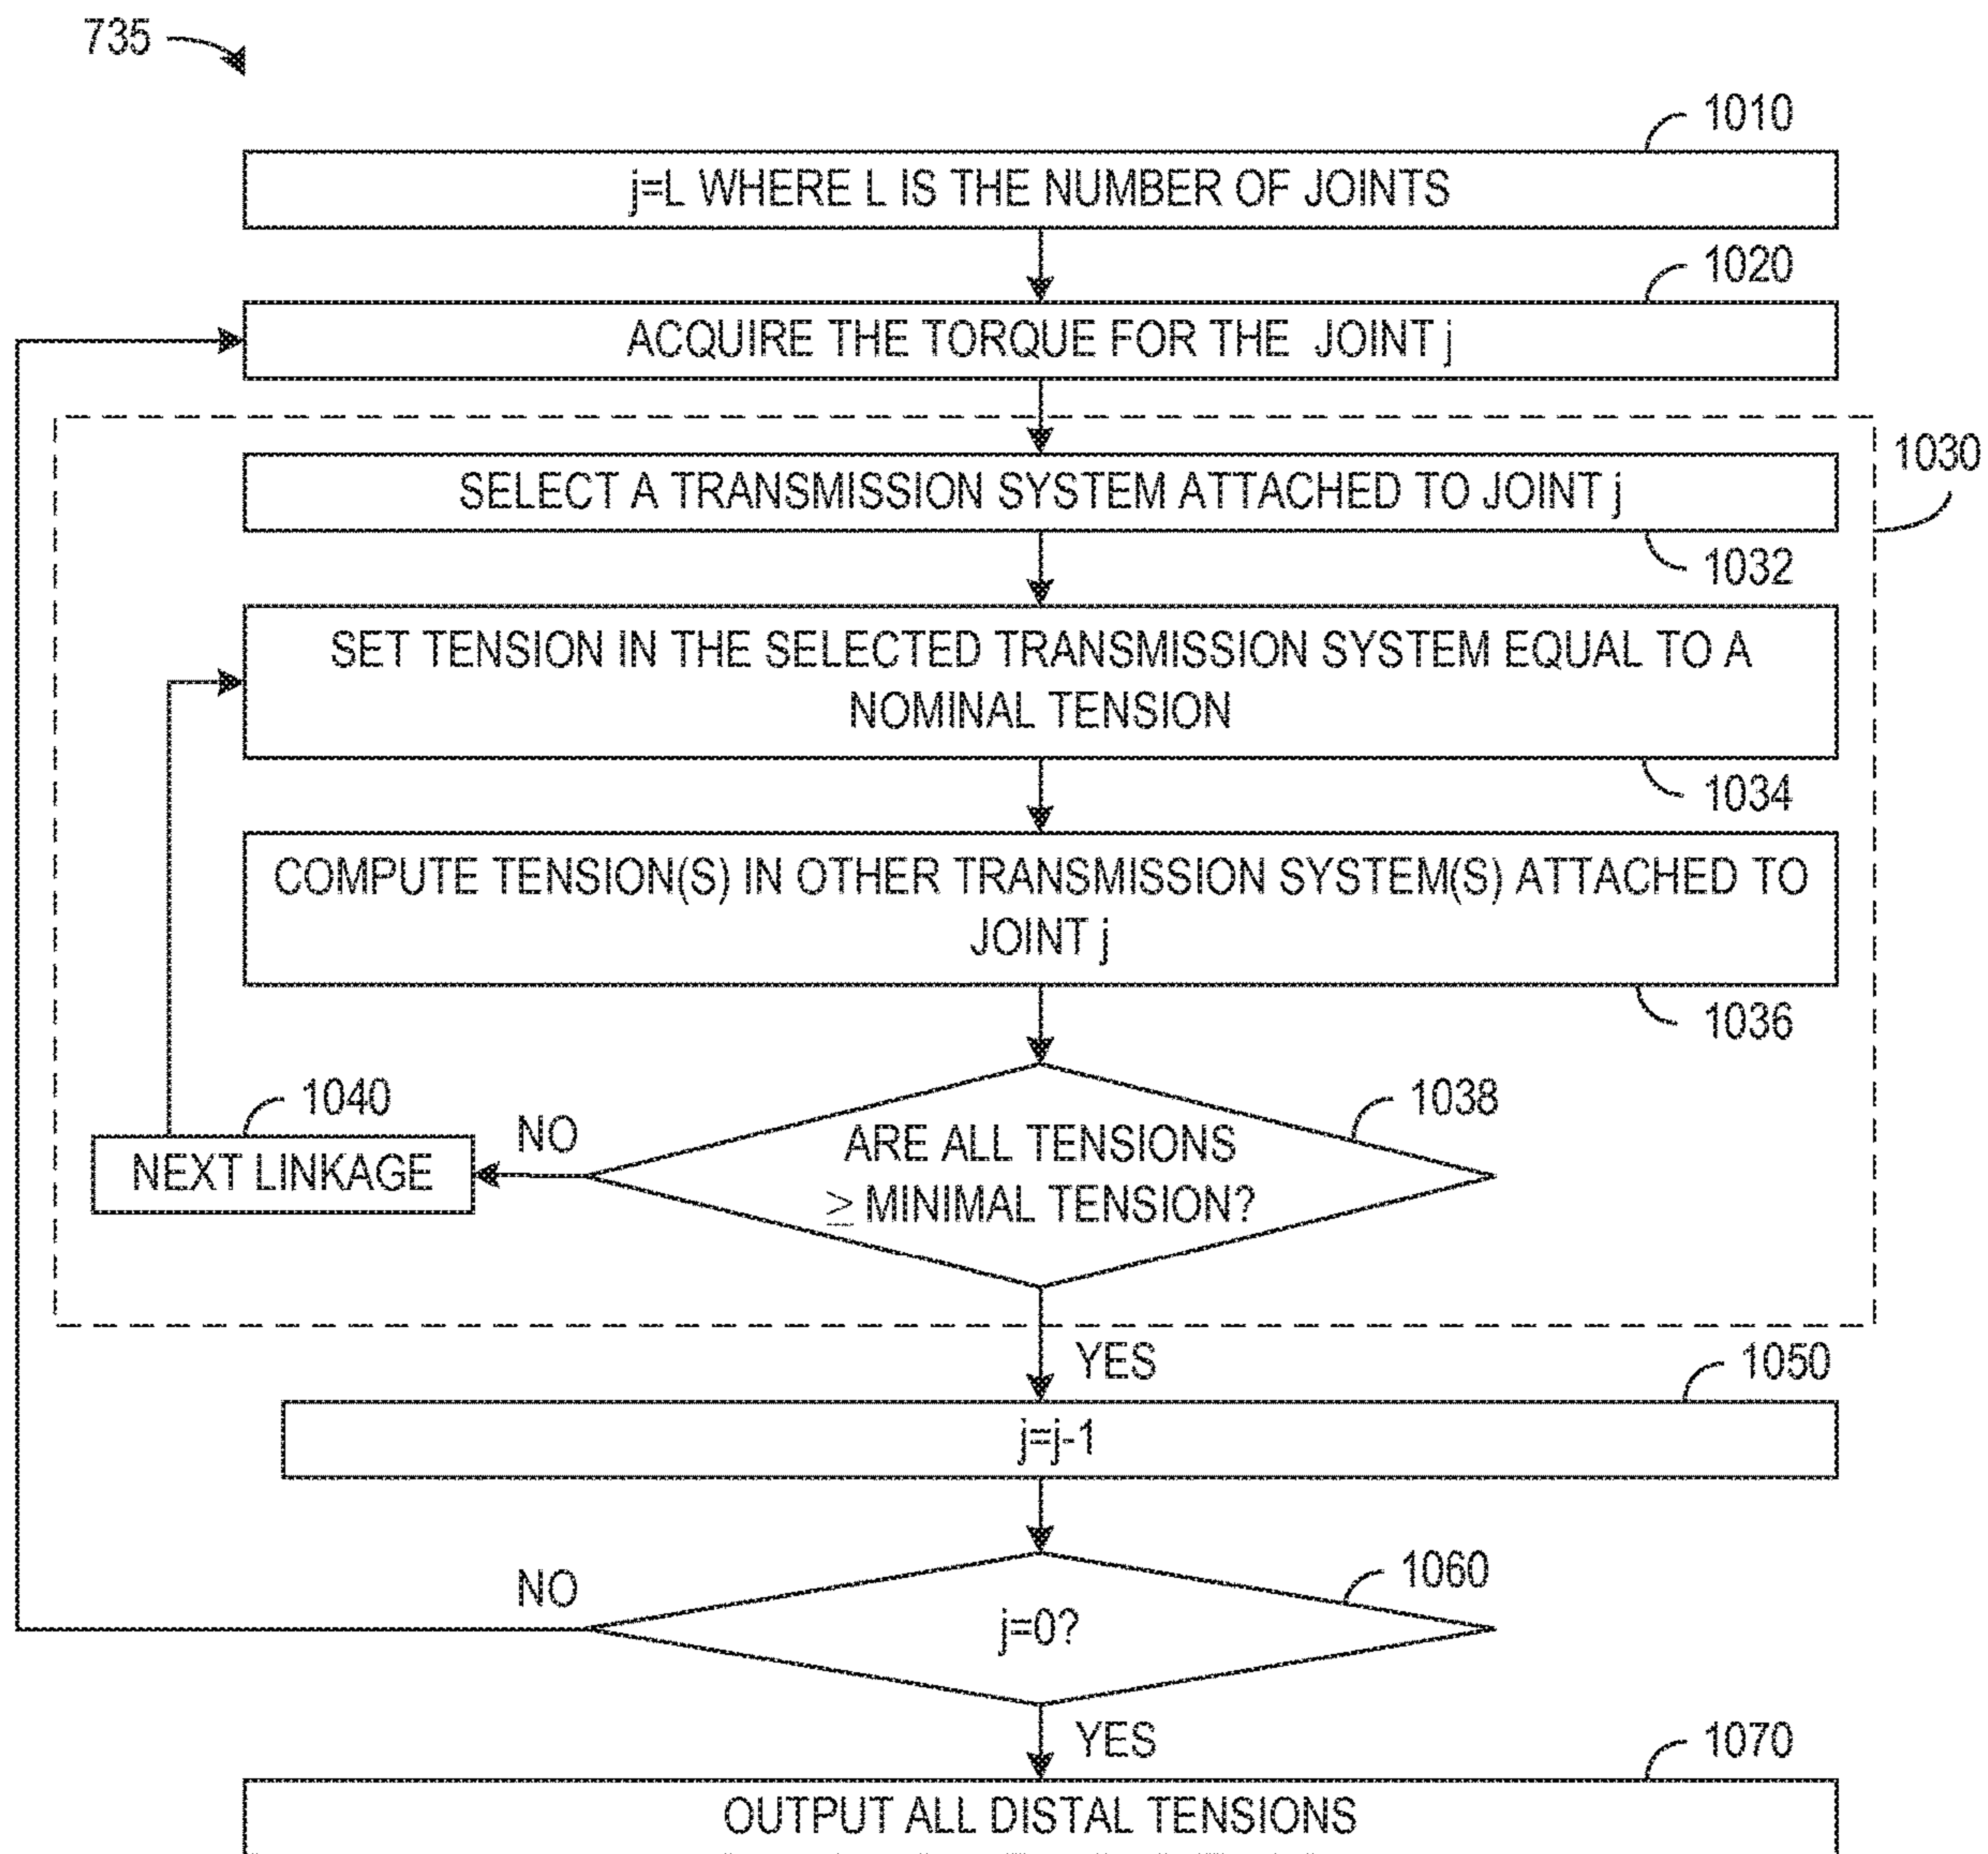 735
1010
j=L WHERE L IS THE NUMBER OF JOINTS
1020
ACQUIRE THE TORQUE FOR THE JOINT j
1030
SELECT A TRANSMISSION SYSTEM ATTACHED TO JOINT j
1032
SET TENSION IN THE SELECTED TRANSMISSION SYSTEM EQUAL TO A
NOMINAL TENSION
1034
COMPUTE TENSION(S) IN OTHER TRANSMISSION SYSTEM(S) ATTACHED TO
JOINT j
1036
1038
ARE ALL TENSIONS
≥ MINIMAL TENSION?
NO
1040
NEXT LINKAGE
YES
1050
j=j-1
1060
j=0?
NO
YES
1070
OUTPUT ALL DISTAL TENSIONS